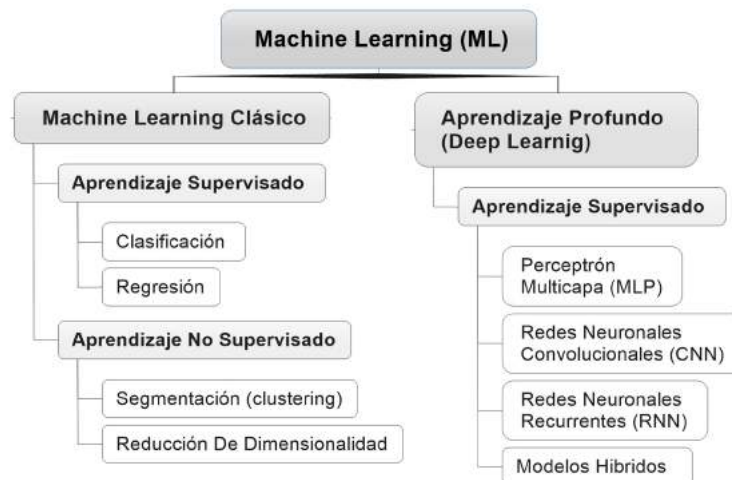 Machine Learning (ML)
Machine Learning Clásico
Aprendizaje Supervisado
Clasificación
Regresión
Aprendizaje No Supervisado
Segmentación (clustering)
Reducción De Dimensionalidad
Aprendizaje Profundo
(Deep Learnig)
Aprendizaje Supervisado
Perceptrón
Multicapa (MLP)
Redes Neuronales
Convolucionales (CNN)
Redes Neuronales
Recurrentes (RNN)
Modelos Hibridos